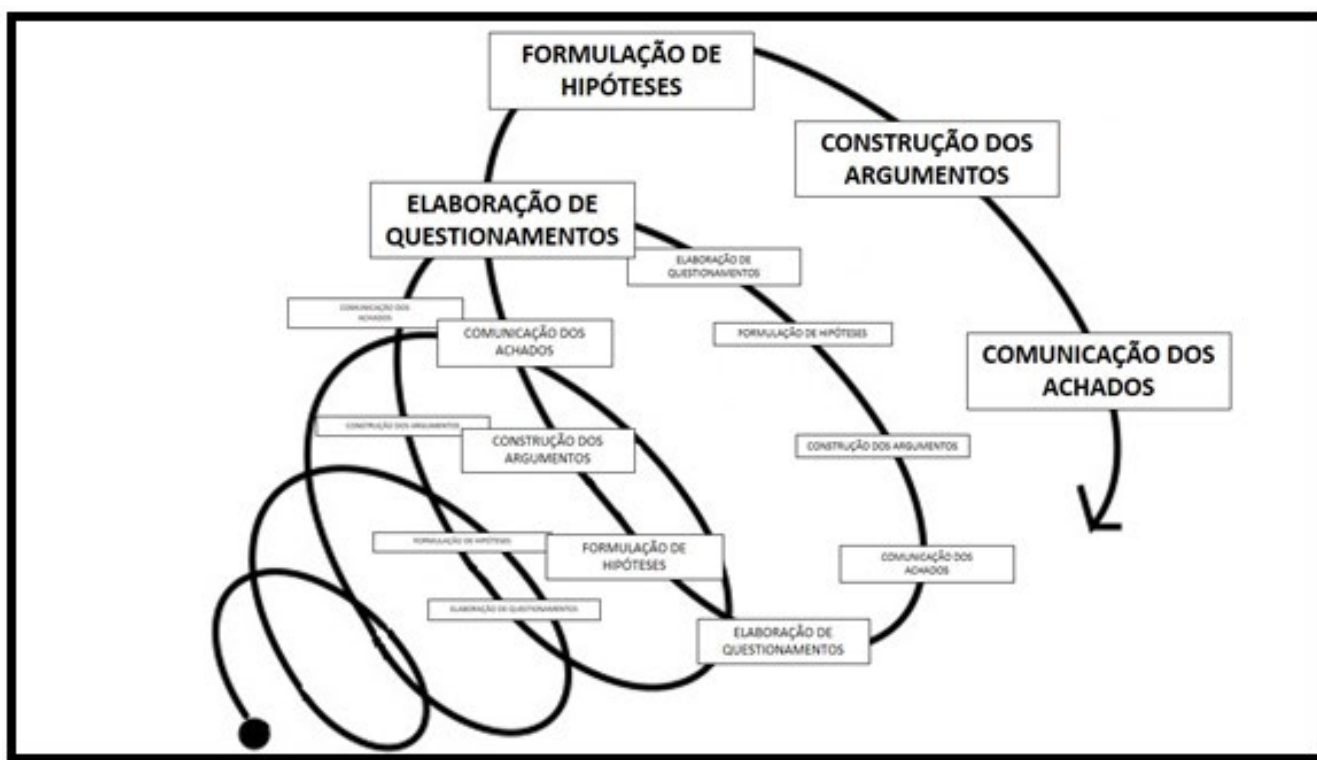 FORMULAÇÃO DE
HIPÓTESES
CONSTRUÇÃO DOS
ARGUMENTOS
ELABORAÇÃO DE
QUESTIONAMENTOS
ELABORAÇÃO DE
QUESTIONAMENTOS
COMUNICAÇÃO DOS
ACHADOS
COMUNICAÇÃO DOS
ACHADOS
FORMULAÇÃO DE HIPÓTESES
COMUNICAÇÃO DOS
ACHADOS
CONSTRUÇÃO DOS ARGUMENTOS
CONSTRUÇÃO DOS
ARGUMENTOS
CONSTRUÇÃO DOS ARGUMENTOS
FORMULAÇÃO DE HIPÓTESES
FORMULAÇÃO DE
HIPÓTESES
COMUNICAÇÃO DOS
ACHADOS
ELABORAÇÃO DE QUESTIONAMENTOS
ELABORAÇÃO DE
QUESTIONAMENTOS